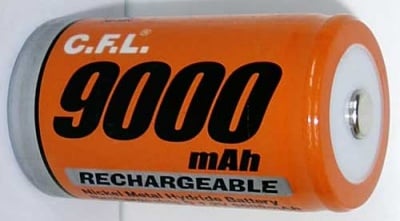 C.F.L.
9000
mAh
RECHARGEABLE
Nickel Metal Hydride Battery